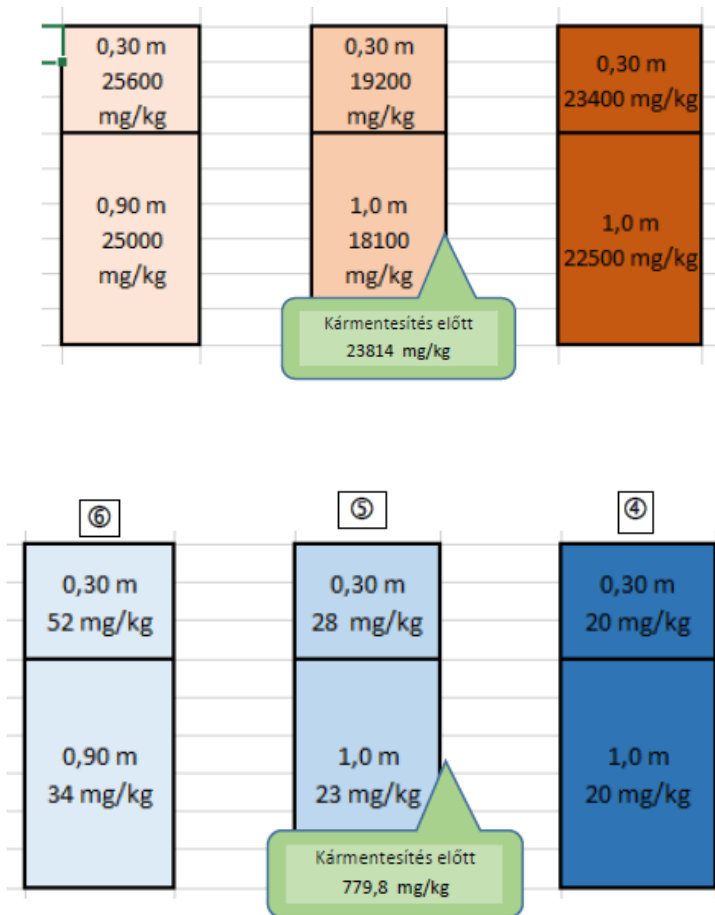 0,30 m
25600
mg/kg
0,90 m
25000
mg/kg
0,30 m
19200
mg/kg
1,0 m
18100
mg/kg
0,30 m
23400 mg/kg
1,0 m
22500 mg/kg
Kármentesítés előtt
23814 mg/kg
⑥
⑤
④
0,30 m
52 mg/kg
0,90 m
34 mg/kg
0,30 m
28 mg/kg
1,0 m
23 mg/kg
0,30 m
20 mg/kg
1,0 m
20 mg/kg
Kármentesítés előtt
779,8 mg/kg